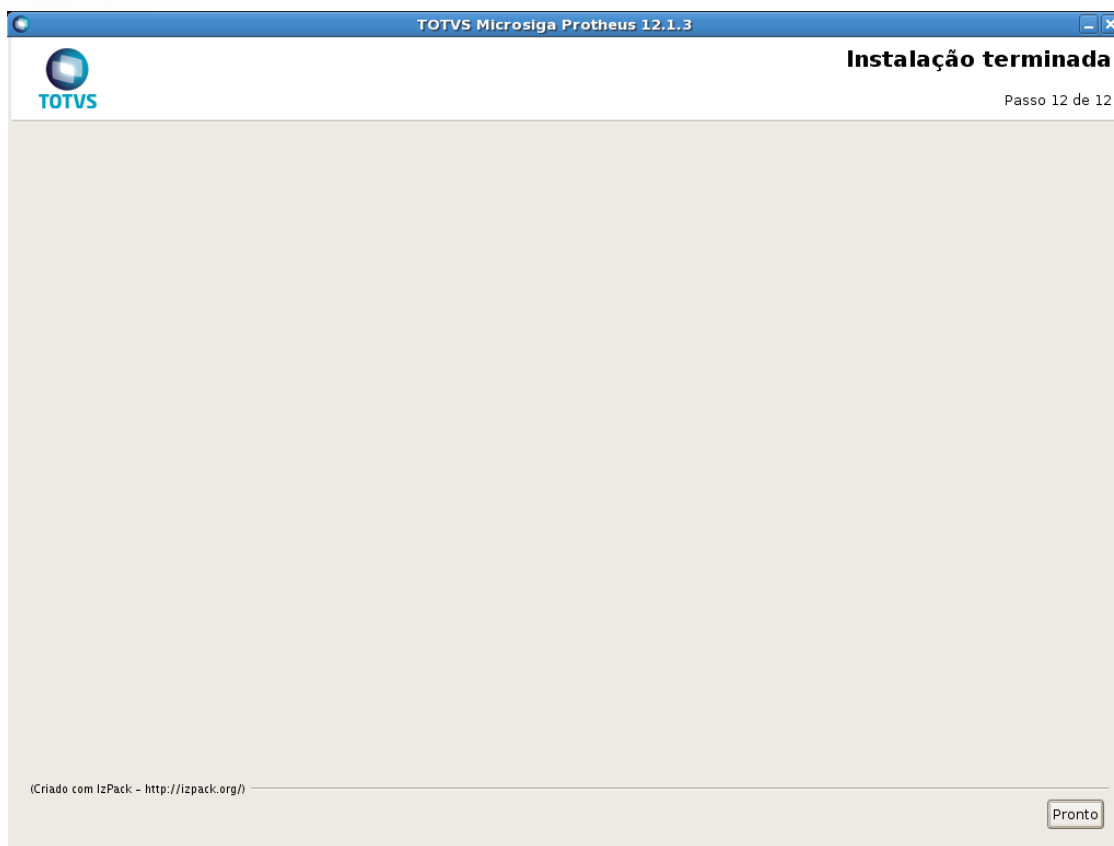 TOTVS Microsiga Protheus 12.1.3
Instalação terminada
TOTVS
Passo 12 de 12
(Criado com IzPack - http://izpack.org/)
Pronto